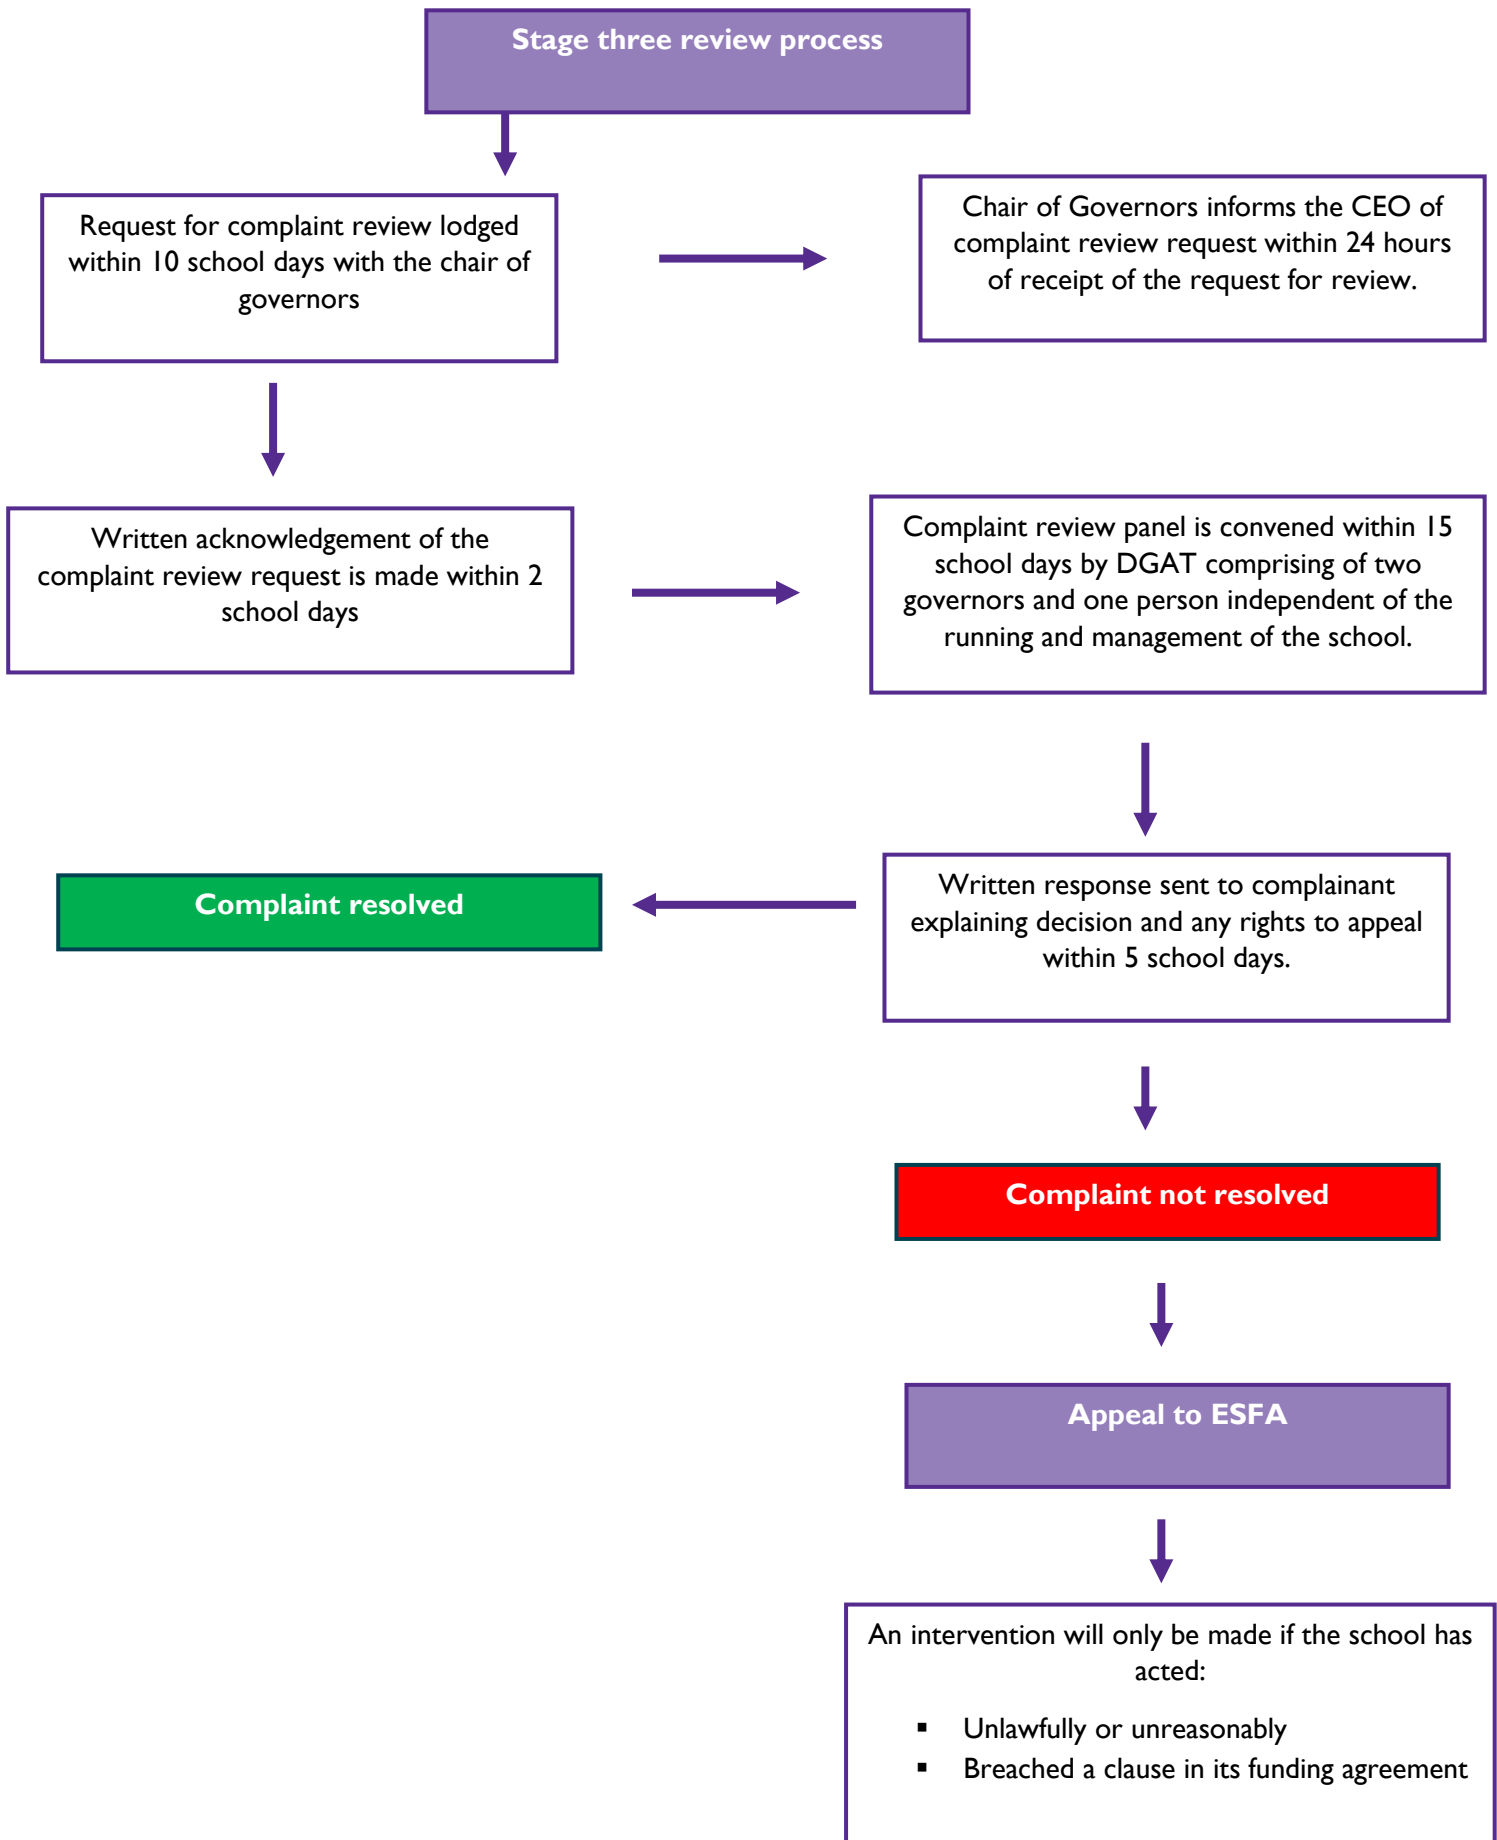 Stage three review process
Request for complaint review lodged
within 10 school days with the chair of
governors
Chair of Governors informs the CEO of
complaint review request within 24 hours
of receipt of the request for review.
Written acknowledgement of the
complaint review request is made within 2
school days
Complaint review panel is convened within 15
school days by DGAT comprising of two
governors and one person independent of the
running and management of the school.
Written response sent to complainant
explaining decision and any rights to appeal
within 5 school days.
Complaint resolved
Complaint not resolved
Appeal to ESFA
An intervention will only be made if the school has
acted:
▪ Unlawfully or unreasonably
▪ Breached a clause in its funding agreement